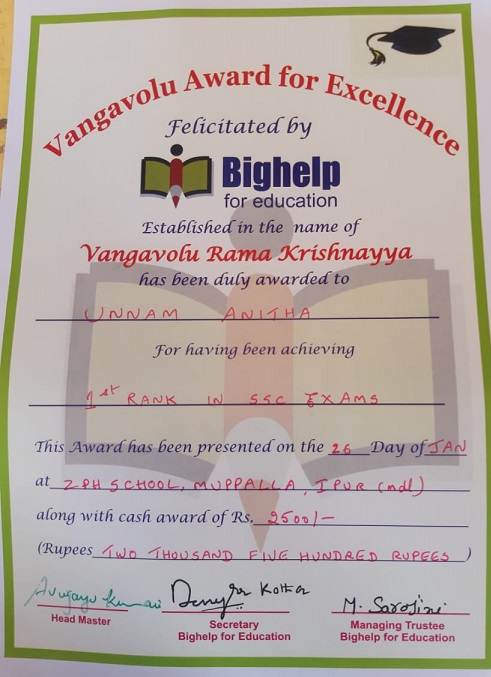 Vangavolu Award for Excellence
Felicitated by
Bighelp
for education
Established in the name of
Vangavolu Rama Krishnayya
has been duly awarded to
UNNAM ANITHA
For having been achieving
1st RANK IN SSC EXAMS
This Award has been presented on the 26 Day of JAN
at ZPH SCHOOL, MUPPALLA, IPUR (mdl)
along with cash award of Rs. 2500/-
(Rupees TWO THOUSAND FIVE HUNDRED RUPEES)
M. Sarojini
Head Master Secretary Managing Trustee
Bighelp for Education Bighelp for Education